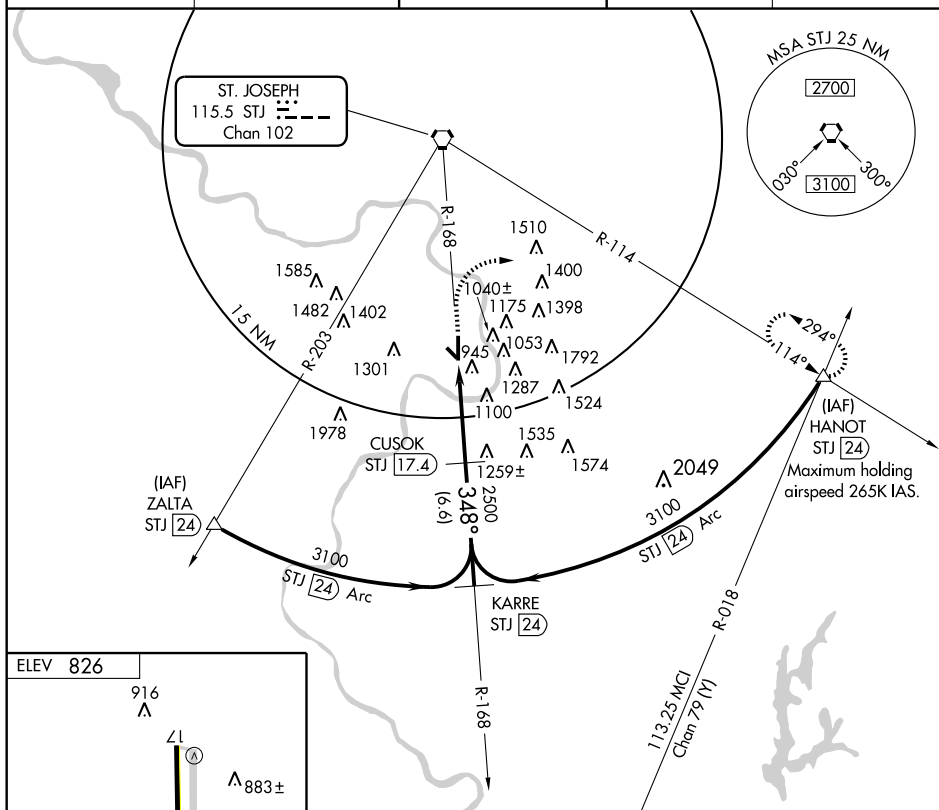 ST. JOSEPH
115.5 STJ
Chan 102
MSA STJ 25 NM
2700
030°
300°
3100
R-168
R-114
1510
1585
1400
1040±
1482
1402
1175
1398
15 NM
R-203
1301
945
1053
1792
294°
114°
1287
1524
1100
1978
CUSOK
STJ 17.4
1259±
1535
1574
(IAF)
HANOT
STJ 24
Maximum holding
airspeed 265K IAS.
2049
(IAF)
ZALTA
STJ 24
348°
2500
(6.6)
3100
STJ 24 Arc
3100
STJ 24 Arc
KARRE
STJ 24
R-018
R-168
113.25 MCI
Chan 79 (Y)
ELEV 826
916
17
V
883±